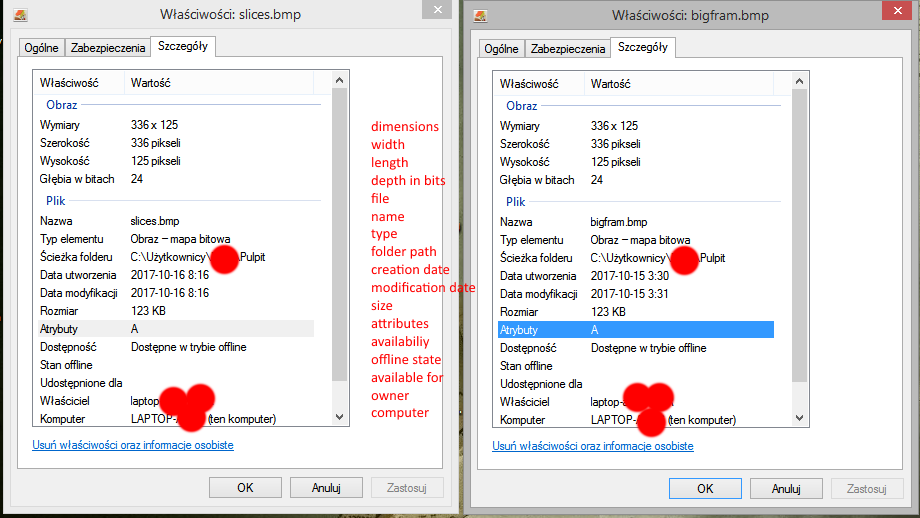 Właściwości: slices.bmp
Ogólne Zabezpieczenia Szczegóły
Właściwość Wartość
Obraz
Wymiary 336 x 125
Szerokość 336 pikseli
Wysokość 125 pikseli
Głębia w bitach 24
Plik
Nazwa slices.bmp
Typ elementu Obraz – mapa bitowa
Ścieżka folderu C:\Użytkownicy\ Pulpit
Data utworzenia 2017-10-16 8:16
Data modyfikacji 2017-10-16 8:16
Rozmiar 123 KB
Atrybuty A
Dostępność Dostępne w trybie offline
Stan offline
Udostępnione dla
Właściciel laptop
Komputer LAPTOP- (ten komputer)
Usuń właściwości oraz informacje osobiste
OK Anuluj Zastosuj
dimensions
width
length
depth in bits
file
name
type
folder path
creation date
modification date
size
attributes
availabiliy
offline state
available for
owner
computer
Właściwości: bigfram.bmp
Ogólne Zabezpieczenia Szczegóły
Właściwość Wartość
Obraz
Wymiary 336 x 125
Szerokość 336 pikseli
Wysokość 125 pikseli
Głębia w bitach 24
Plik
Nazwa bigfram.bmp
Typ elementu Obraz – mapa bitowa
Ścieżka folderu C:\Użytkownicy\ Pulpit
Data utworzenia 2017-10-15 3:30
Data modyfikacji 2017-10-15 3:31
Rozmiar 123 KB
Atrybuty A
Dostępność Dostępne w trybie offline
Stan offline
Udostępnione dla
Właściciel laptop-
Komputer LAPTOP- (ten komputer)
Usuń właściwości oraz informacje osobiste
OK Anuluj Zastosuj